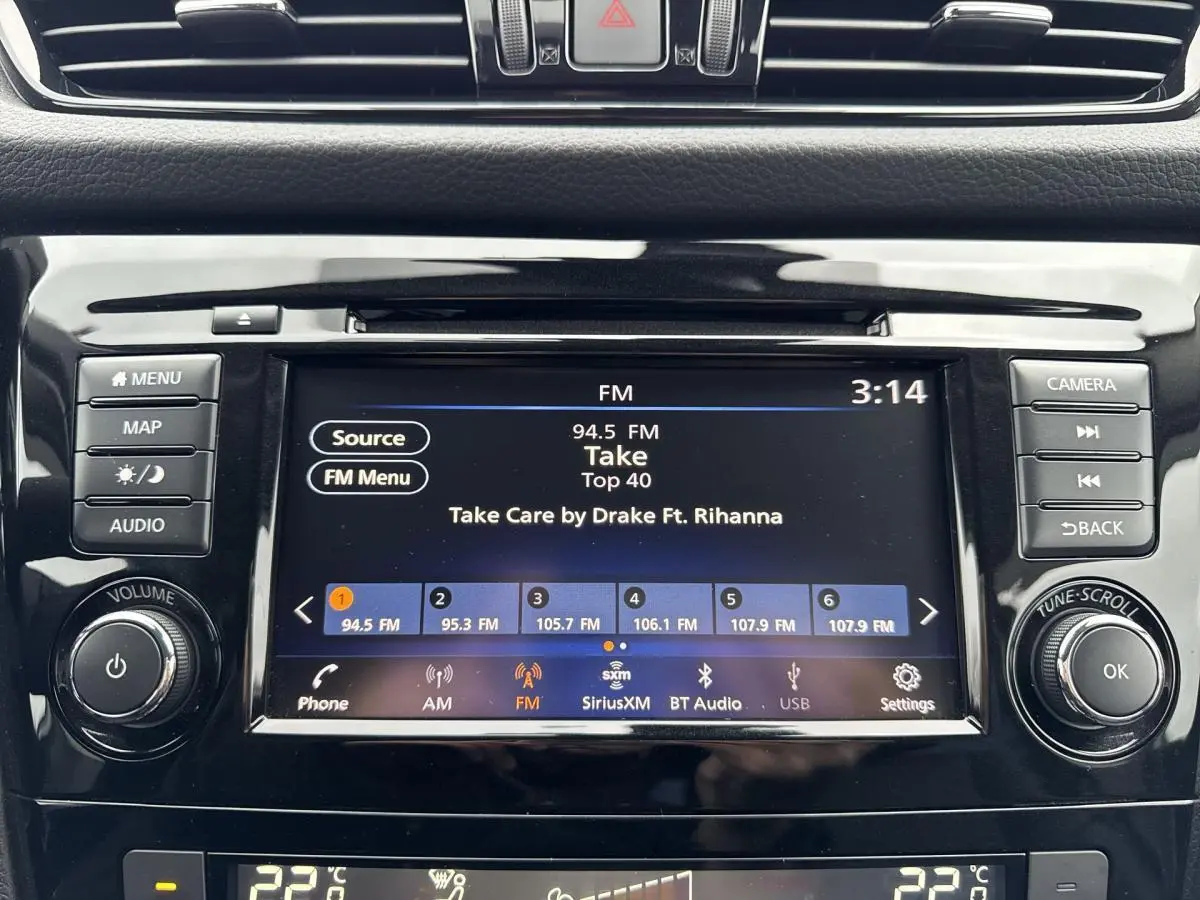 MENU
MAP
AUDIO
VOLUME
FM
3:14
Source
FM Menu
94.5 FM
Take
Top 40
Take Care by Drake Ft. Rihanna
1
2
3
4
5
6
94.5 FM
95.3 FM
105.7 FM
106.1 FM
107.9 FM
107.9 FM
sxm
Phone
AM
FM
SiriusXM
BT Audio
USB
Settings
CAMERA
BACK
TUNE·SCROLL
OK
22.0 °C
22.0 °C